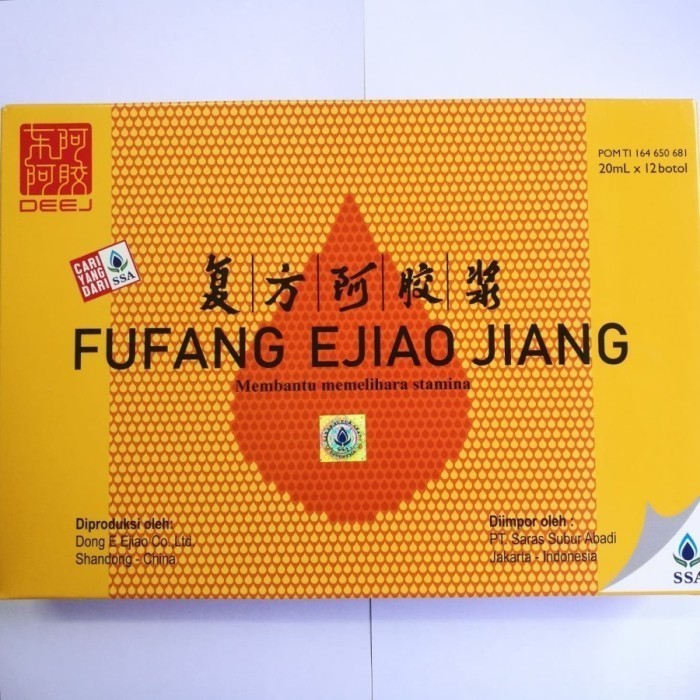 东阿
阿胶
DEEJ
POM TI 164 650 681
20mL x 12botol
CARI
YANG
DARI
SSA
复方阿胶浆
FUFANG EJIAO JIANG
Membantu memelihara stamina
SSA
Diproduksi oleh:
Dong E Ejiao Co.,Ltd.
Shandong - China
Diimpor oleh :
PT. Saras Subur Abadi
Jakarta - Indonesia
SSA